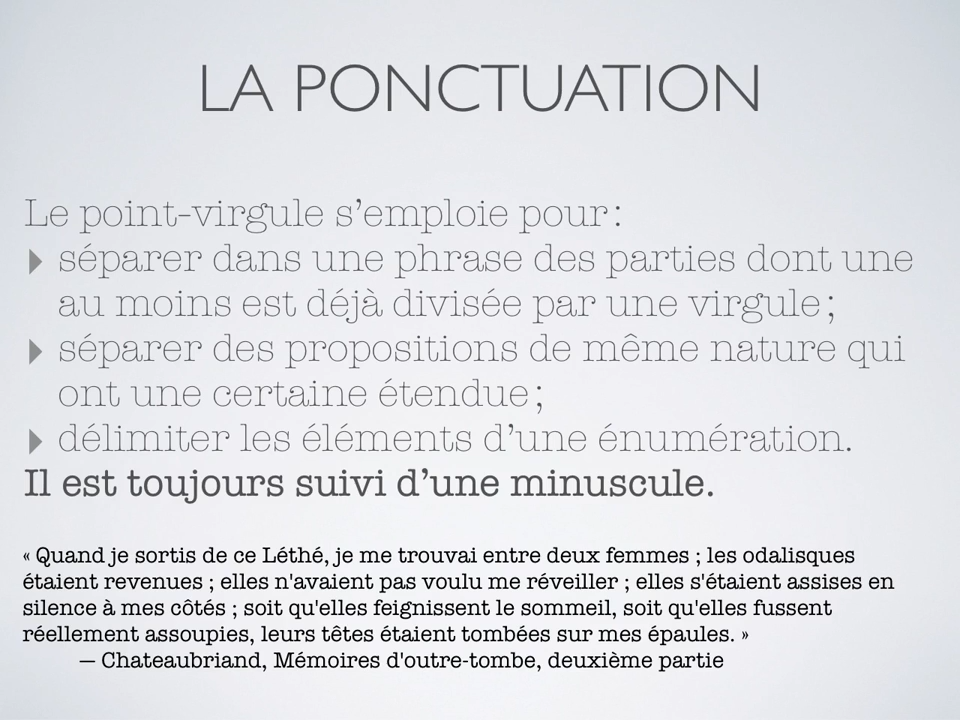 LA PONCTUATION
Le point-virgule s’emploie pour :
‣ séparer dans une phrase des parties dont une
au moins est déjà divisée par une virgule ;
‣ séparer des propositions de même nature qui
ont une certaine étendue ;
‣ délimiter les éléments d’une énumération.
Il est toujours suivi d’une minuscule.
« Quand je sortis de ce Léthé, je me trouvai entre deux femmes ; les odalisques
étaient revenues ; elles n'avaient pas voulu me réveiller ; elles s'étaient assises en
silence à mes côtés ; soit qu'elles feignissent le sommeil, soit qu'elles fussent
réellement assoupies, leurs têtes étaient tombées sur mes épaules. »
— Chateaubriand, Mémoires d'outre-tombe, deuxième partie